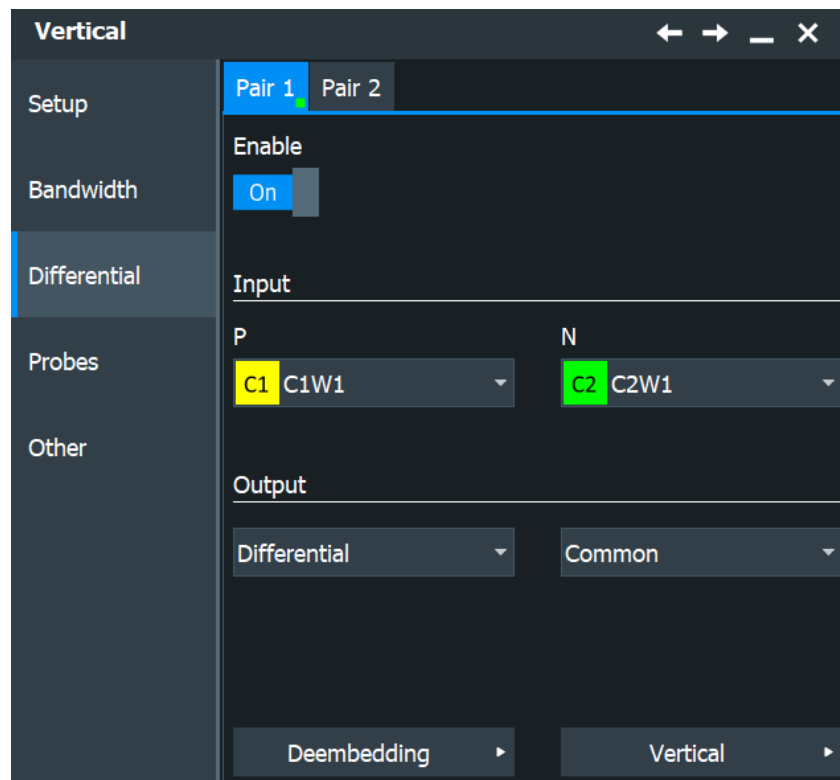 Vertical
Setup
Bandwidth
Differential
Probes
Other
Pair 1 Pair 2
Enable
On
Input
P N
C1 C1W1 C2 C2W1
Output
Differential Common
Deembedding Vertical